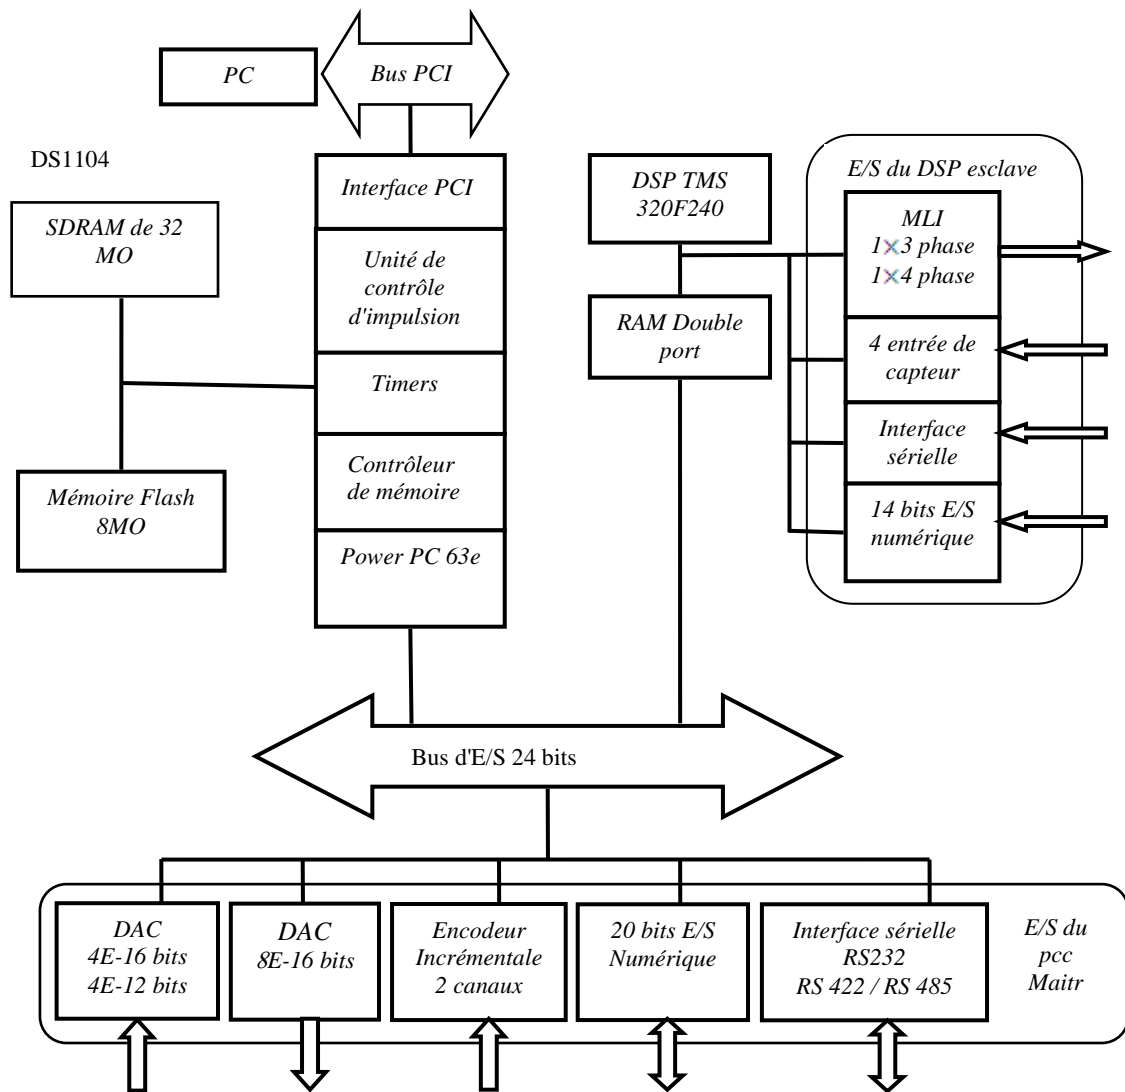 PC
Bus PCI
DS1104
Interface PCI
Unité de
contrôle
d'impulsion
Timers
Contrôleur
de mémoire
Power PC 63e
SDRAM de 32
MO
Mémoire Flash
8MO
DSP TMS
320F240
RAM Double
port
E/S du DSP esclave
MLI
1×3 phase
1×4 phase
4 entrée de
capteur
Interface
sérielle
14 bits E/S
numérique
Bus d'E/S 24 bits
DAC
4E-16 bits
4E-12 bits
DAC
8E-16 bits
Encodeur
Incrémentale
2 canaux
20 bits E/S
Numérique
Interface sérielle
RS232
RS 422 / RS 485
E/S du
pcc
Maitr